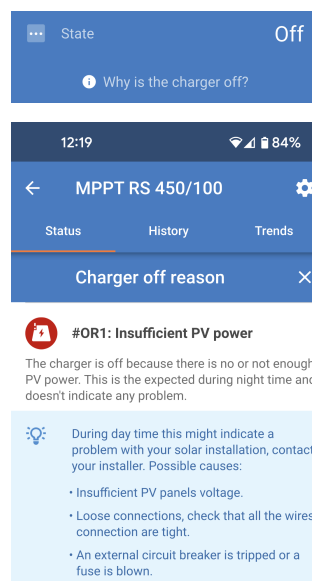 State
Off
Why is the charger off?
12:19
84%
MPPT RS 450/100
Status
History
Trends
Charger off reason
#OR1: Insufficient PV power
The charger is off because there is no or not enough
PV power. This is the expected during night time and
doesn't indicate any problem.
During day time this might indicate a
problem with your solar installation, contact
your installer. Possible causes:
• Insufficient PV panels voltage.
• Loose connections, check that all the wires
connection are tight.
• An external circuit breaker is tripped or a
fuse is blown.